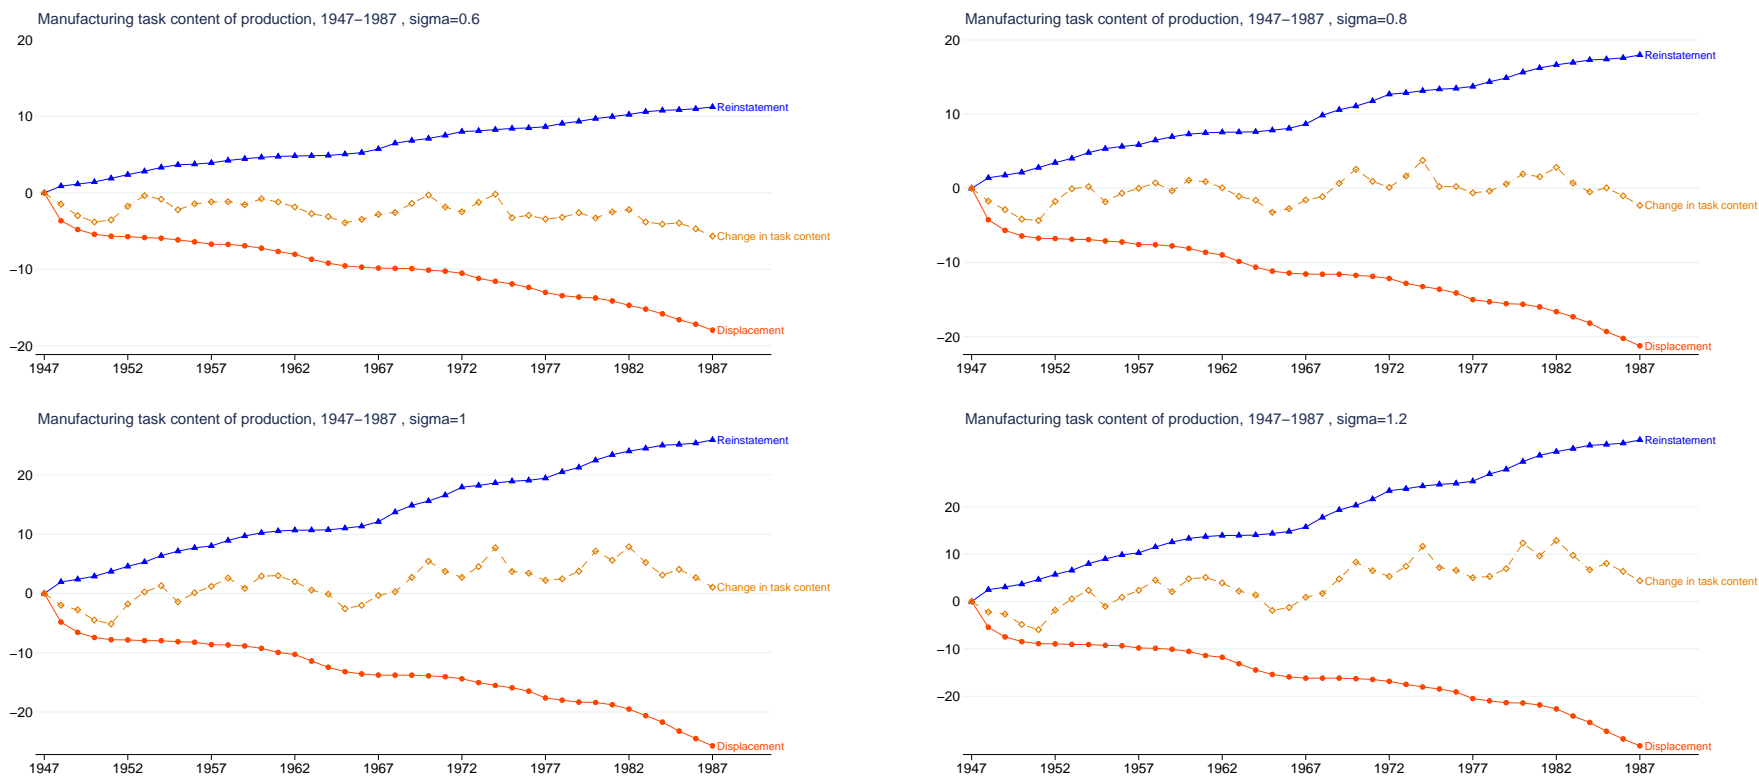 Manufacturing task content of production, 1947−1987 , sigma=0.6
20
10
0
−10
−20
Reinstatement
Change in task content
Displacement
1947 1952 1957 1962 1967 1972 1977 1982 1987
Manufacturing task content of production, 1947−1987 , sigma=0.8
20
10
0
−10
−20
Reinstatement
Change in task content
Displacement
1947 1952 1957 1962 1967 1972 1977 1982 1987
Manufacturing task content of production, 1947−1987 , sigma=1
20
10
0
−10
−20
Reinstatement
Change in task content
Displacement
1947 1952 1957 1962 1967 1972 1977 1982 1987
Manufacturing task content of production, 1947−1987 , sigma=1.2
20
10
0
−10
−20
Reinstatement
Change in task content
Displacement
1947 1952 1957 1962 1967 1972 1977 1982 1987